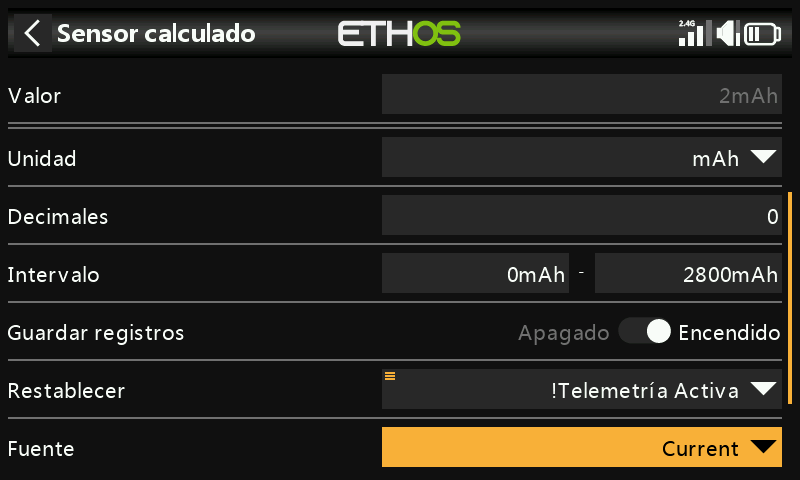 Sensor calculado ETHOS 2.4G
Valor 2mAh
Unidad mAh
Decimales 0
Intervalo 0mAh - 2800mAh
Guardar registros Apagado Encendido
Restablecer !Telemetría Activa
Fuente Current